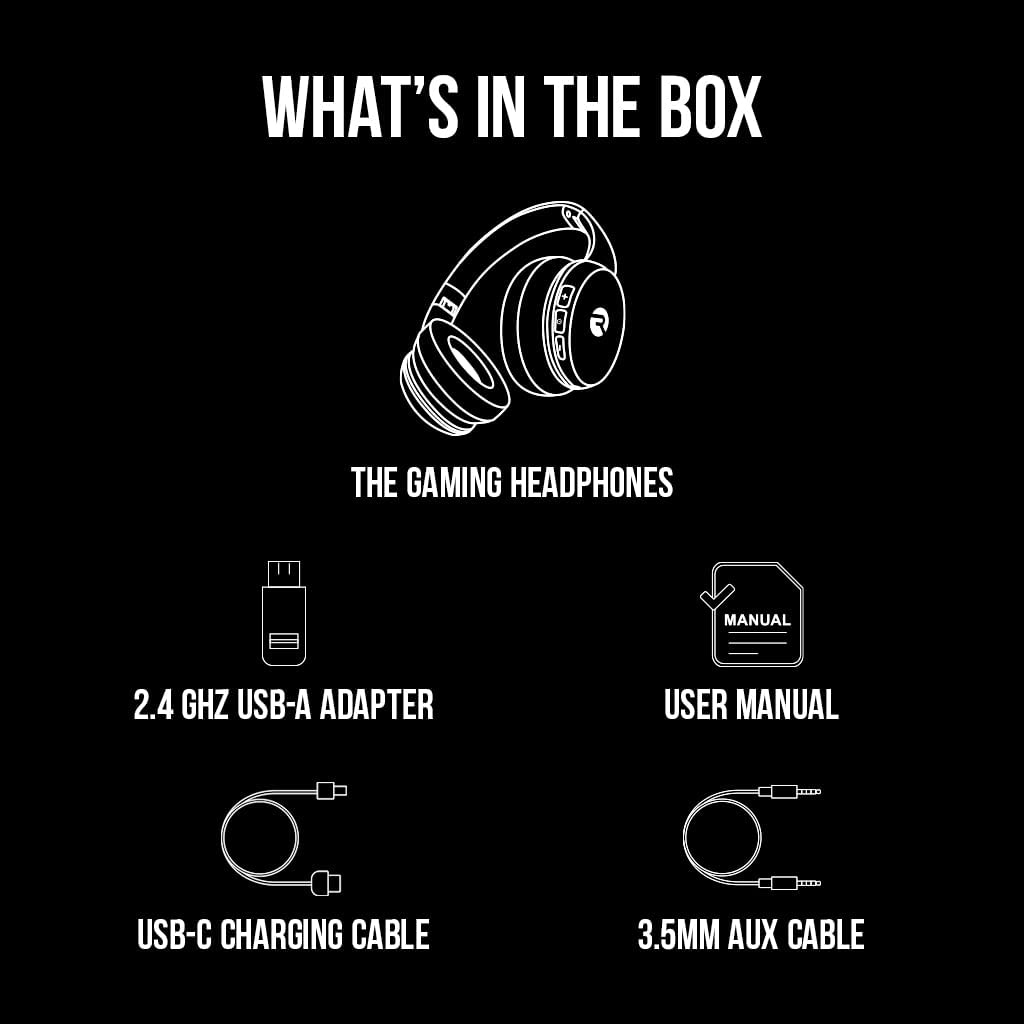 WHAT'S IN THE BOX
THE GAMING HEADPHONES
MANUAL
2.4 GHZ USB-A ADAPTER
USER MANUAL
USB-C CHARGING CABLE
3.5MM AUX CABLE